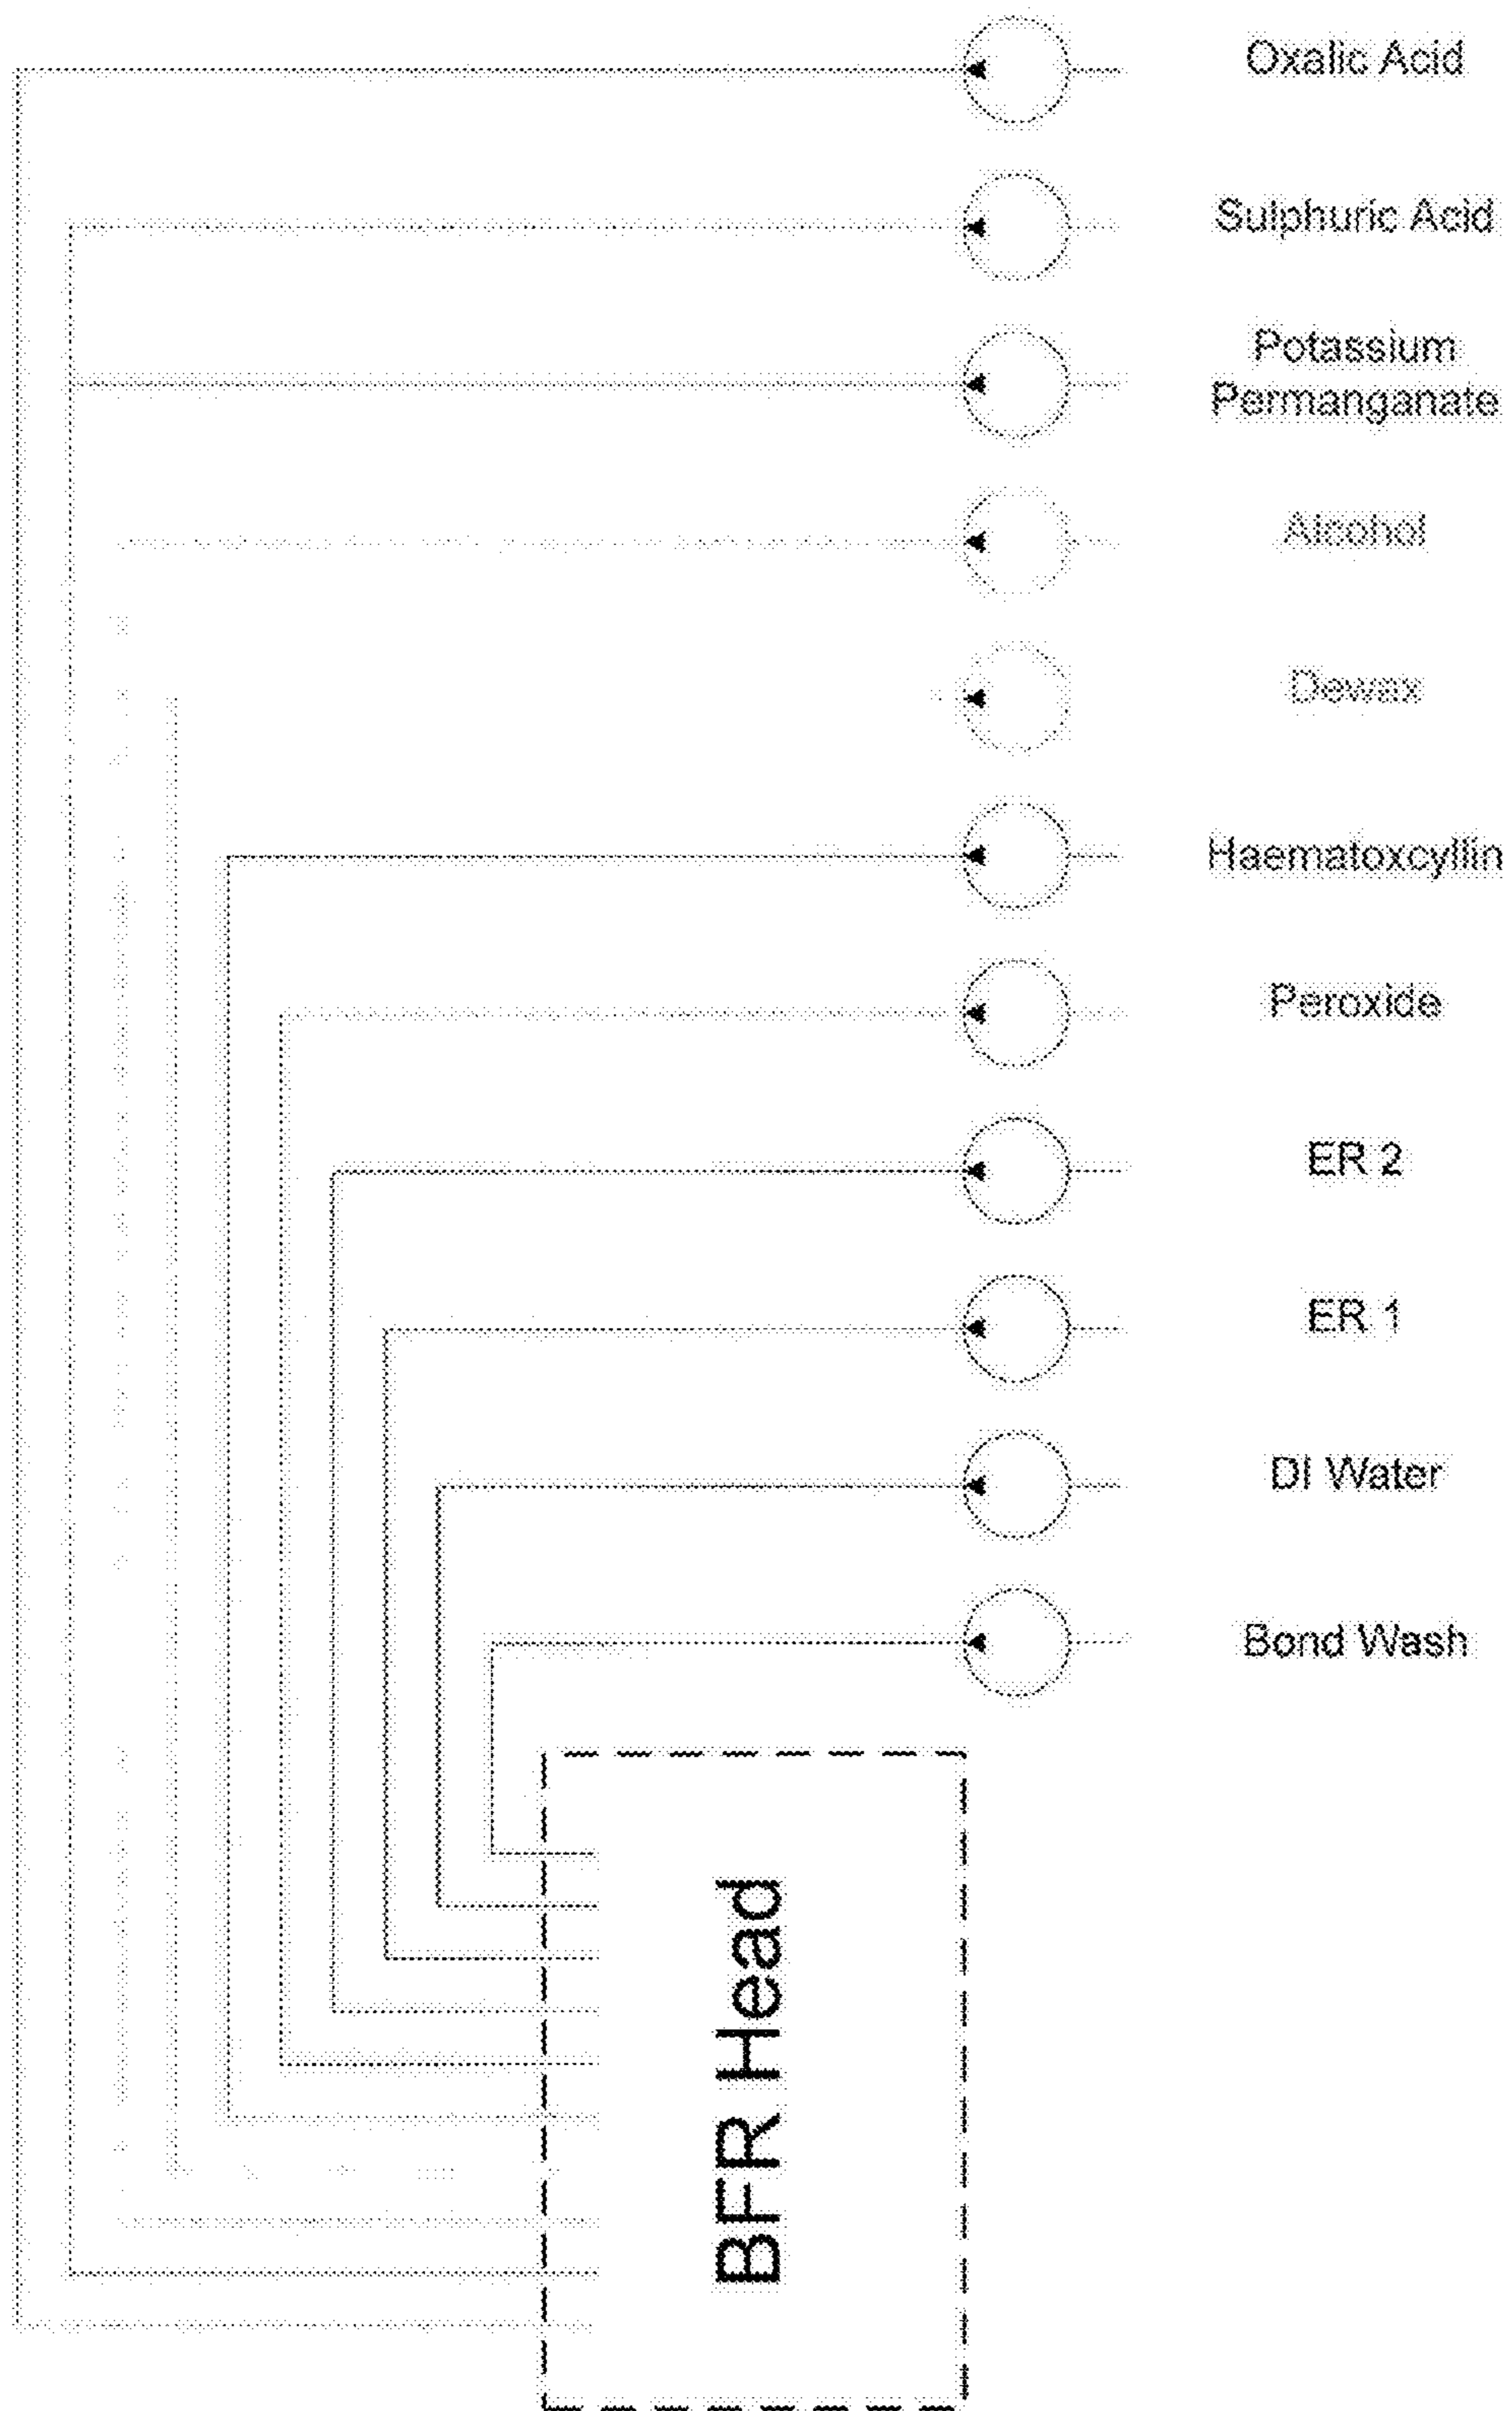 Oxalic Acid
Sulphuric Acid
Potassium
Permanganate
Alcohol
Dewax
Haematoxcyllin
Peroxide
ER 2
ER 1
DI Water
Bond Wash
BFR Head